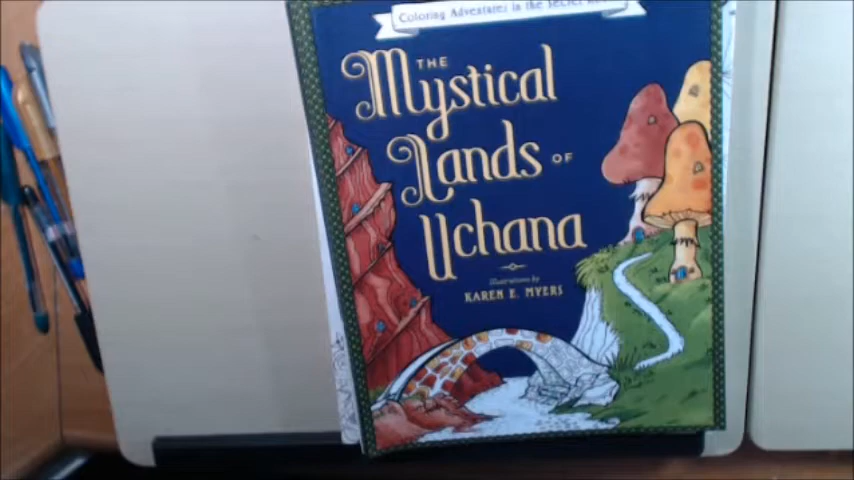 Coloring Adventures in the Secret
THE
Mystical
Lands OF
Uchana
Illustrations by
KAREN E. MYERS